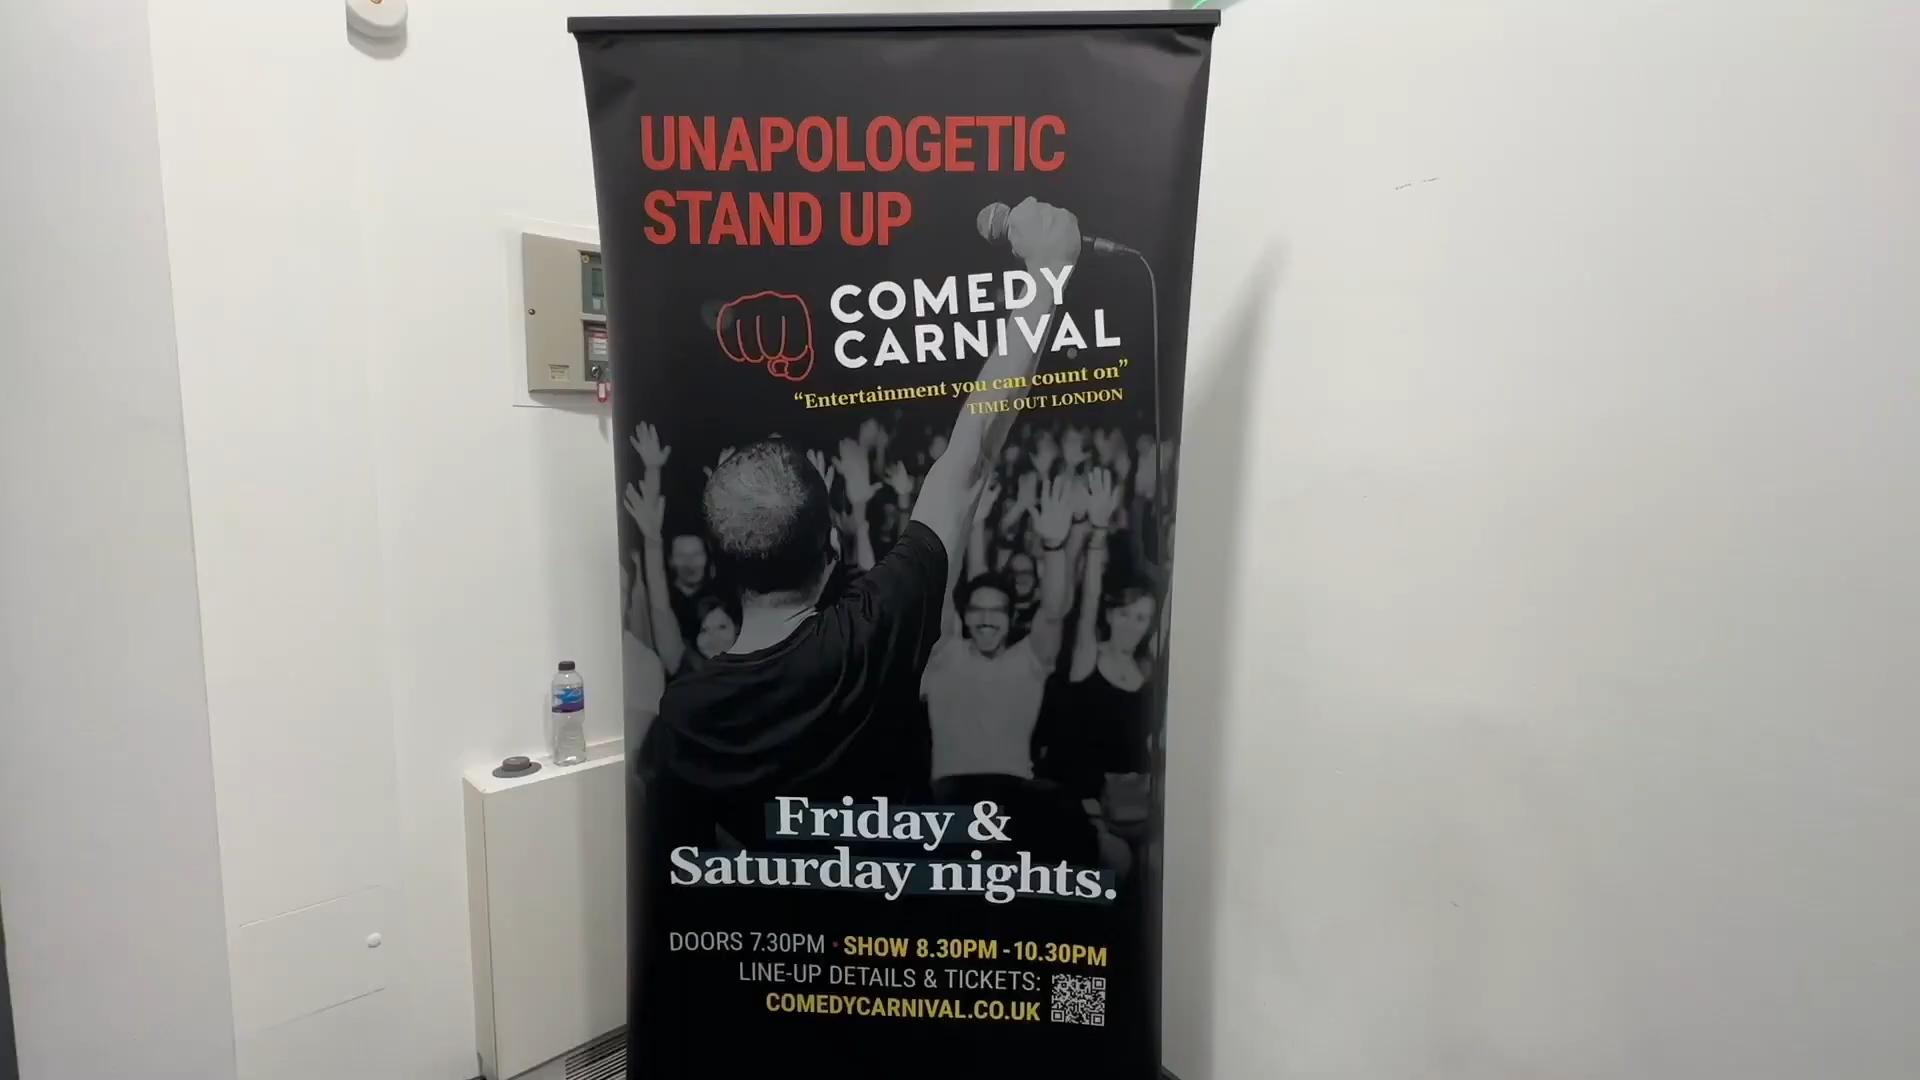 UNAPOLOGETIC
STAND UP
COMEDY
CARNIVAL
“Entertainment you can count on”
TIME OUT LONDON
Friday &
Saturday nights.
DOORS 7.30PM • SHOW 8.30PM - 10.30PM
LINE-UP DETAILS & TICKETS:
COMEDYCARNIVAL.CO.UK